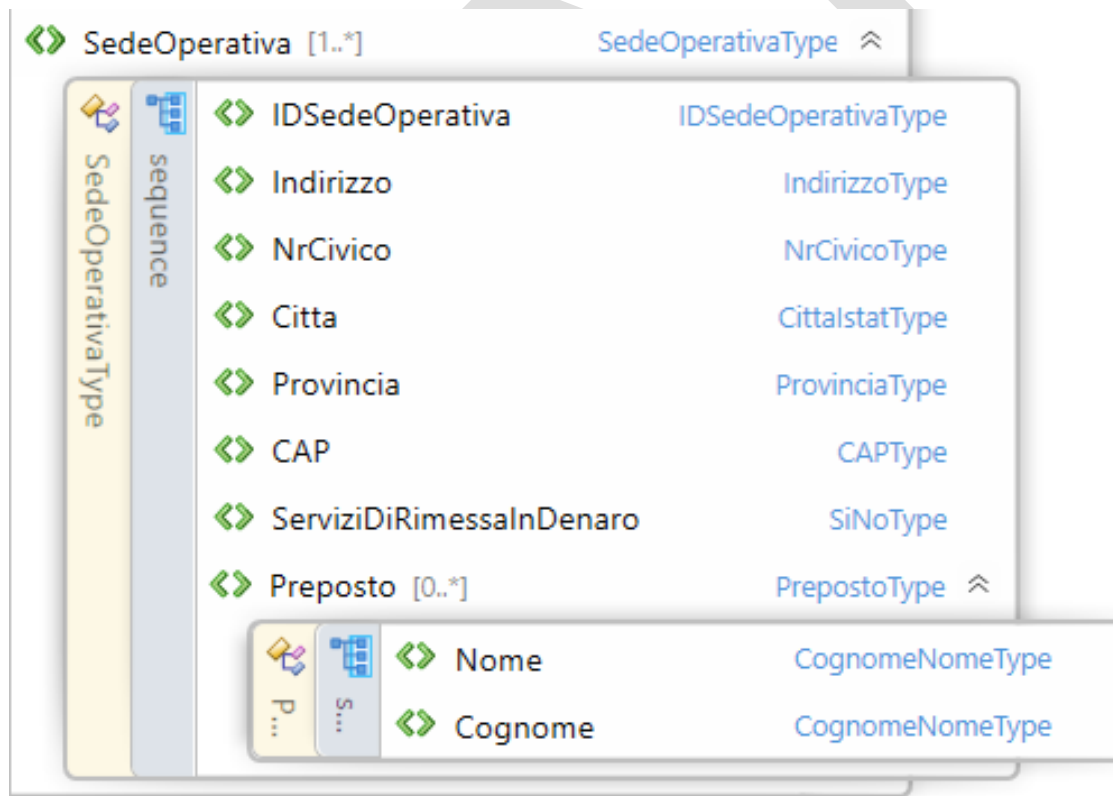 SedeOperativa [1..*] SedeOperativaType
SedeOperativaType
sequence
IDSedeOperativa IDSedeOperativaType
Indirizzo IndirizzoType
NrCivico NrCivicoType
Citta CittaIstatType
Provincia ProvinciaType
CAP CAPType
ServiziDiRimessaInDenaro SiNoType
Preposto [0..*] PrepostoType
P...
s...
Nome CognomeNomeType
Cognome CognomeNomeType